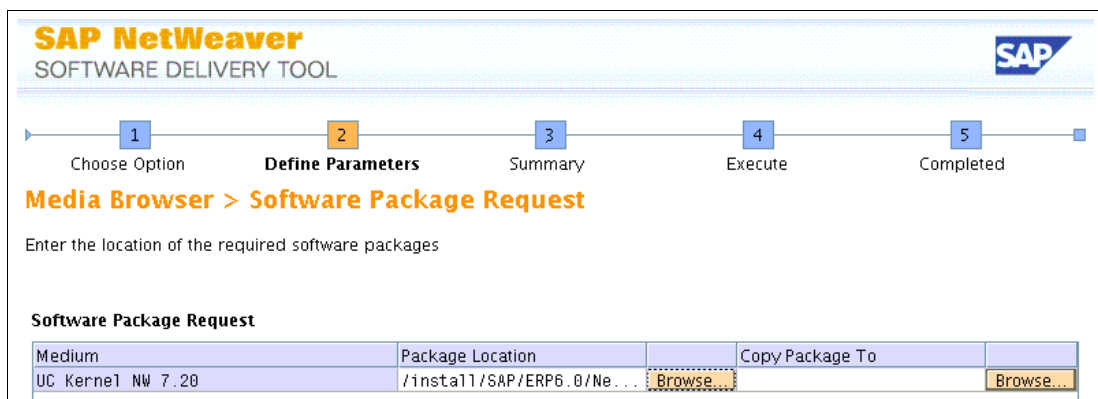 SAP NetWeaver
SOFTWARE DELIVERY TOOL
SAP
1 2 3 4 5
Choose Option Define Parameters Summary Execute Completed
Media Browser > Software Package Request
Enter the location of the required software packages
Software Package Request
Medium Package Location Copy Package To
UC Kernel NW 7.20 /install/SAP/ERP6.0/Ne... Browse... Browse...